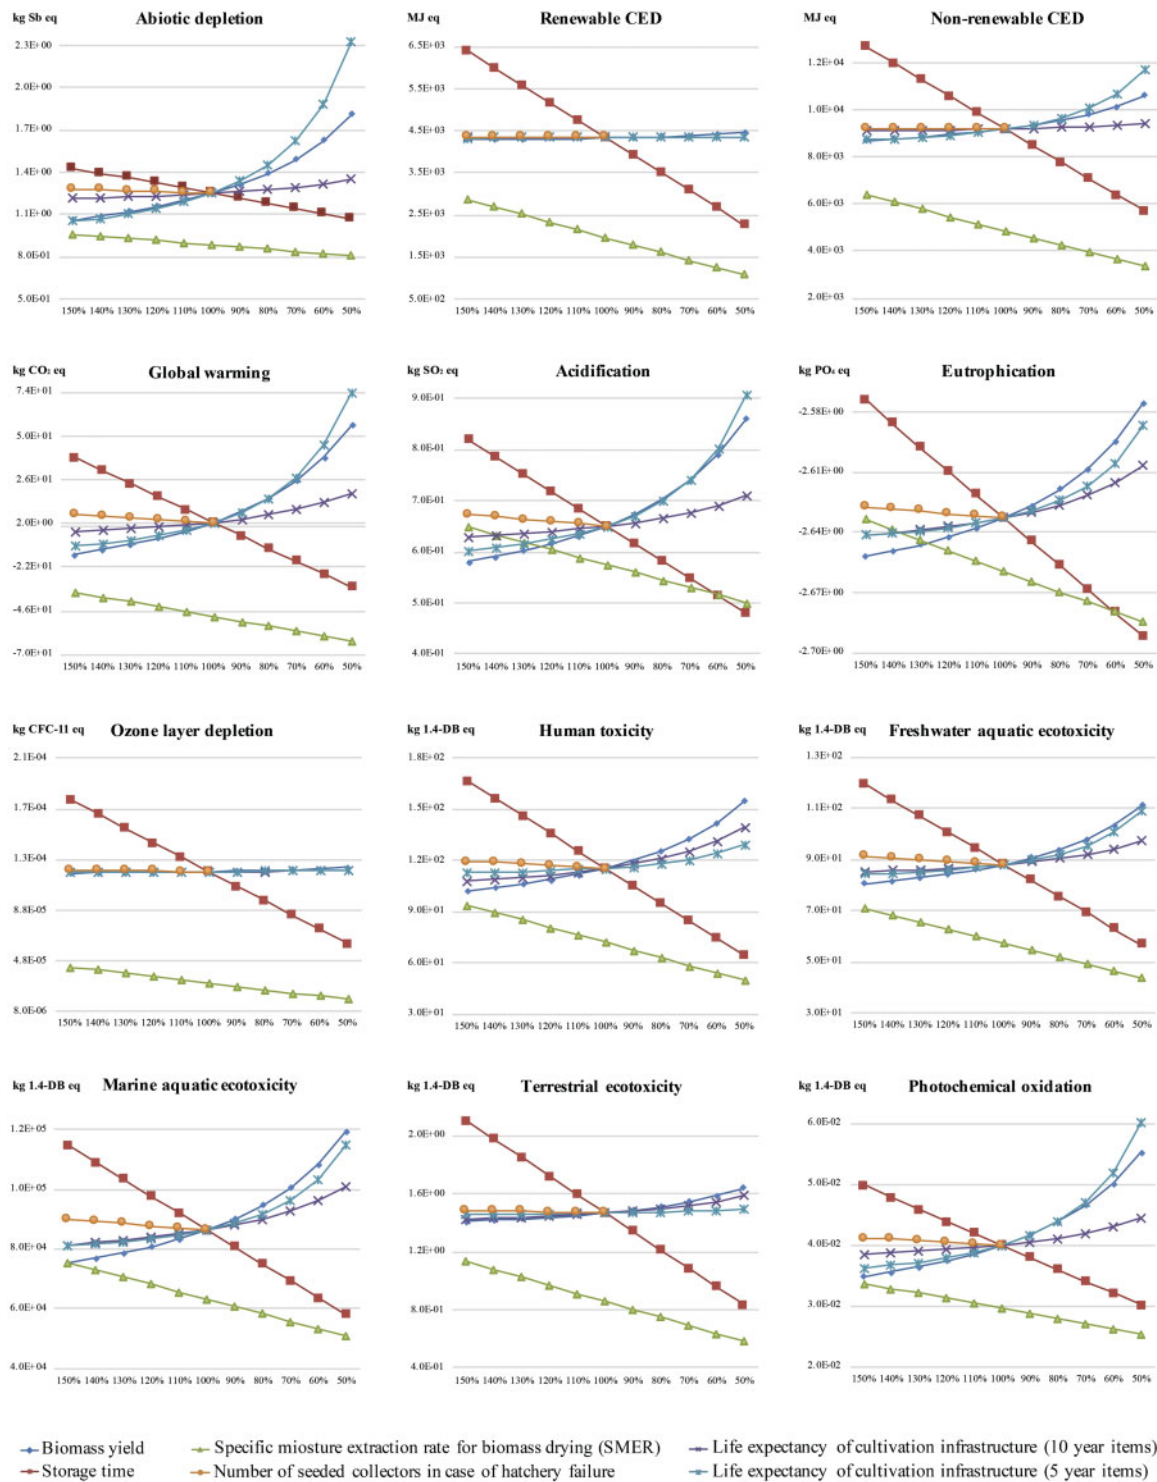 kg Sb eq Abiotic depletion
2.3E+00
2.0E+00
1.7E+00
1.4E+00
1.1E+00
8.0E-01
5.0E-01
150% 140% 130% 120% 110% 100% 90% 80% 70% 60% 50%
MJ eq Renewable CED
6.5E+03
5.5E+03
4.5E+03
3.5E+03
2.5E+03
1.5E+03
5.0E+02
150% 140% 130% 120% 110% 100% 90% 80% 70% 60% 50%
MJ eq Non-renewable CED
1.2E+04
1.0E+04
8.0E+03
6.0E+03
4.0E+03
2.0E+03
150% 140% 130% 120% 110% 100% 90% 80% 70% 60% 50%
kg CO₂ eq Global warming
7.4E+01
5.0E+01
2.6E+01
2.0E+00
-2.2E+01
-4.6E+01
-7.0E+01
150% 140% 130% 120% 110% 100% 90% 80% 70% 60% 50%
kg SO₂ eq Acidification
9.0E-01
8.0E-01
7.0E-01
6.0E-01
5.0E-01
4.0E-01
150% 140% 130% 120% 110% 100% 90% 80% 70% 60% 50%
kg PO₄ eq Eutrophication
-2.58E+00
-2.61E+00
-2.64E+00
-2.67E+00
-2.70E+00
150% 140% 130% 120% 110% 100% 90% 80% 70% 60% 50%
kg CFC-11 eq Ozone layer depletion
2.1E-04
1.7E-04
1.3E-04
8.8E-05
4.8E-05
8.0E-06
150% 140% 130% 120% 110% 100% 90% 80% 70% 60% 50%
kg 1.4-DB eq Human toxicity
1.8E+02
1.5E+02
1.2E+02
9.0E+01
6.0E+01
3.0E+01
150% 140% 130% 120% 110% 100% 90% 80% 70% 60% 50%
kg 1.4-DB eq Freshwater aquatic ecotoxicity
1.3E+02
1.1E+02
9.0E+01
7.0E+01
5.0E+01
3.0E+01
150% 140% 130% 120% 110% 100% 90% 80% 70% 60% 50%
kg 1.4-DB eq Marine aquatic ecotoxicity
1.2E+05
1.0E+05
8.0E+04
6.0E+04
4.0E+04
150% 140% 130% 120% 110% 100% 90% 80% 70% 60% 50%
kg 1.4-DB eq Terrestrial ecotoxicity
2.0E+00
1.6E+00
1.2E+00
8.0E-01
4.0E-01
150% 140% 130% 120% 110% 100% 90% 80% 70% 60% 50%
kg 1.4-DB eq Photochemical oxidation
6.0E-02
5.0E-02
4.0E-02
3.0E-02
2.0E-02
150% 140% 130% 120% 110% 100% 90% 80% 70% 60% 50%
Biomass yield
Storage time
Specific miosture extraction rate for biomass drying (SMER)
Number of seeded collectors in case of hatchery failure
Life expectancy of cultivation infrastructure (10 year items)
Life expectancy of cultivation infrastructure (5 year items)